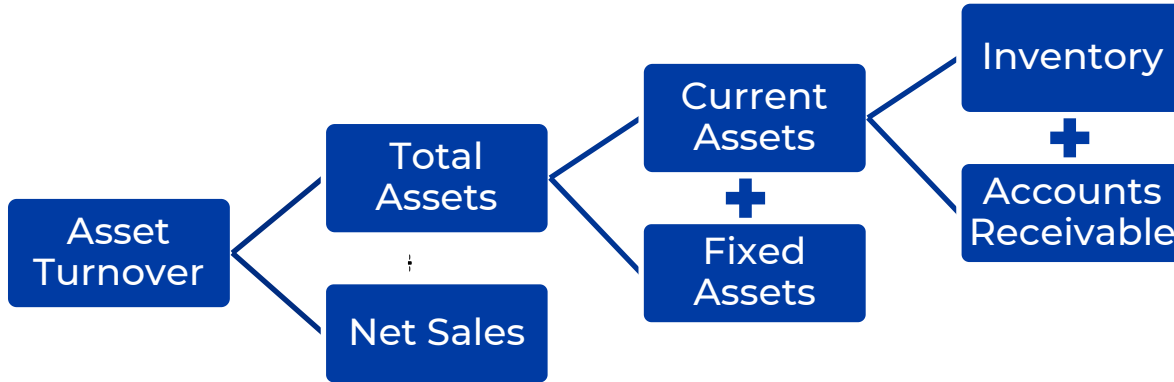 Asset
Turnover
Total
Assets
Net Sales
Current
Assets
Fixed
Assets
Inventory
Accounts
Receivable